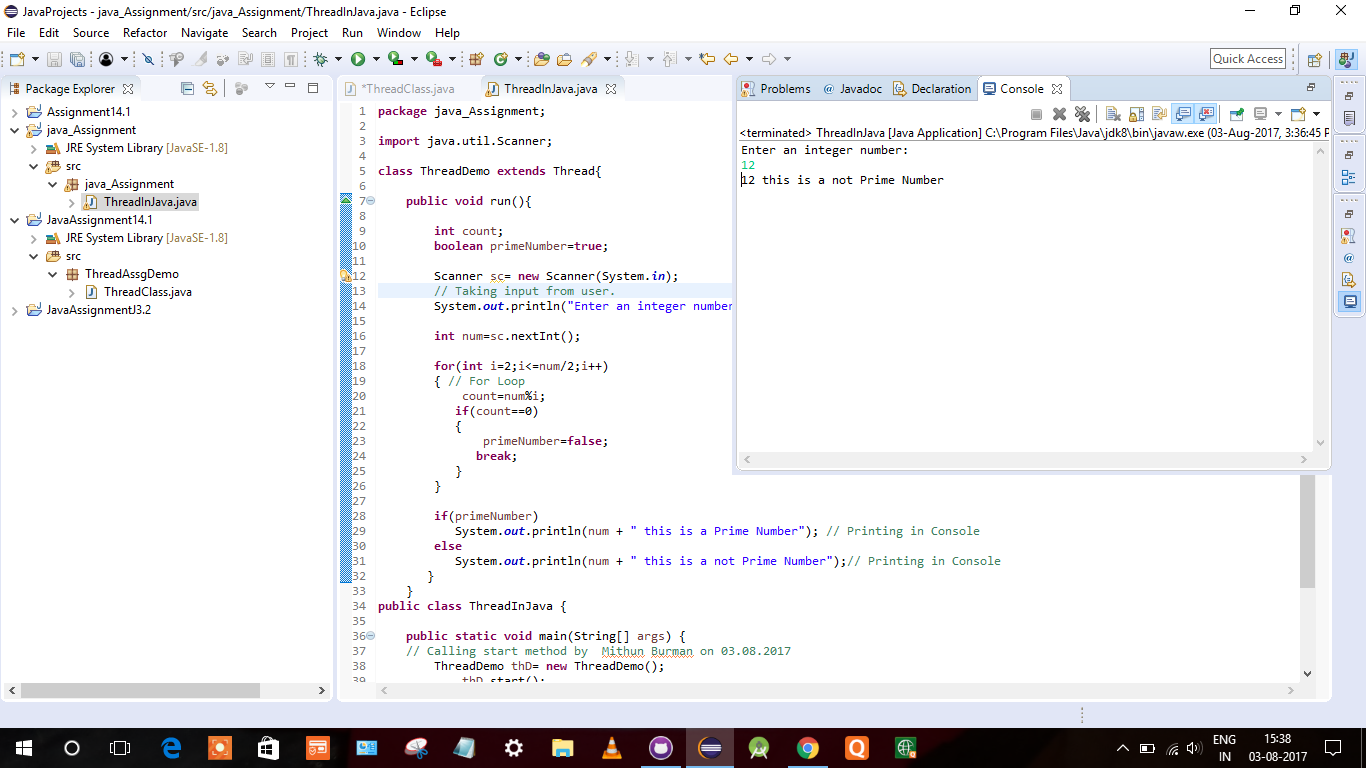 JavaProjects - java_Assignment/src/java_Assignment/ThreadInJava.java - Eclipse
File Edit Source Refactor Navigate Search Project Run Window Help
Quick Access
Package Explorer
Assignment14.1
java_Assignment
JRE System Library [JavaSE-1.8]
src
java_Assignment
ThreadInJava.java
JavaAssignment14.1
JRE System Library [JavaSE-1.8]
src
ThreadAssgDemo
ThreadClass.java
JavaAssignmentJ3.2
*ThreadClass.java ThreadInJava.java
1 package java_Assignment;
2
3 import java.util.Scanner;
4
5 class ThreadDemo extends Thread{
6
7 public void run(){
8
9 int count;
10 boolean primeNumber=true;
11
12 Scanner sc= new Scanner(System.in);
13 // Taking input from user.
14 System.out.println("Enter an integer number
15
16 int num=sc.nextInt();
17
18 for(int i=2;i<=num/2;i++)
19 { // For Loop
20 count=num%i;
21 if(count==0)
22 {
23 primeNumber=false;
24 break;
25 }
26 }
27
28 if(primeNumber)
29 System.out.println(num + " this is a Prime Number"); // Printing in Console
30 else
31 System.out.println(num + " this is a not Prime Number");// Printing in Console
32 }
33 }
34 public class ThreadInJava {
35
36 public static void main(String[] args) {
37 // Calling start method by Mithun Burman on 03.08.2017
38 ThreadDemo thD= new ThreadDemo();
39 thD.start();
Problems @ Javadoc Declaration Console
<terminated> ThreadInJava [Java Application] C:\Program Files\Java\jdk8\bin\javaw.exe (03-Aug-2017, 3:36:45 P
Enter an integer number:
12
12 this is a not Prime Number
ENG
IN
15:38
03-08-2017